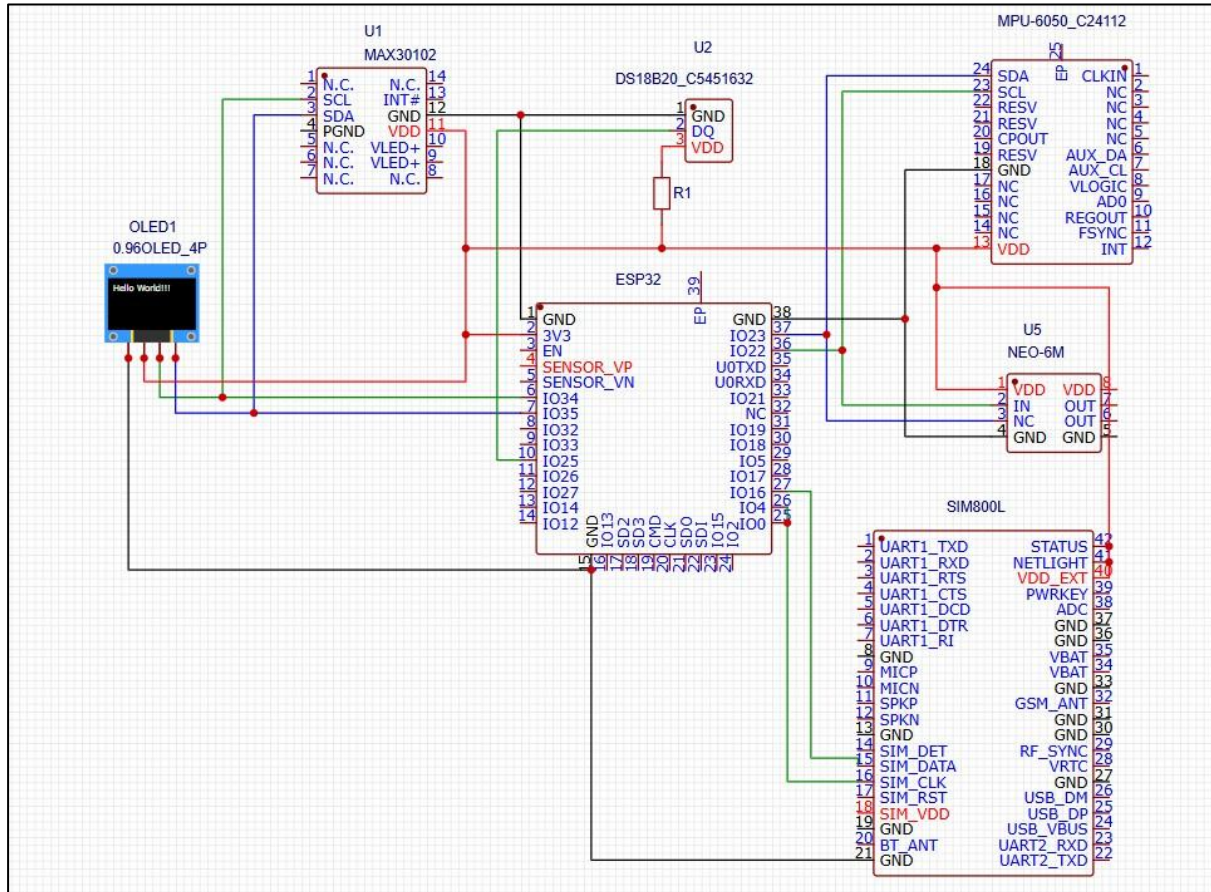 U1
MAX30102
1 N.C. N.C. 14
2 SCL INT# 13
3 SDA GND 12
4 PGND VDD 11
5 N.C. VLED+ 10
6 N.C. VLED+ 9
7 N.C. N.C. 8
U2
DS18B20_C5451632
1 GND
2 DQ
3 VDD
R1
MPU-6050_C24112
EP 25
24 SDA CLKIN 1
23 SCL NC 2
22 RESV NC 3
21 RESV NC 4
20 CPOUT NC 5
19 RESV AUX_DA 6
18 GND AUX_CL 7
17 NC VLOGIC 8
16 NC AD0 9
15 NC REGOUT 10
14 NC FSYNC 11
13 VDD INT 12
OLED1
0.96OLED_4P
Hello World!!!
ESP32
EP 39
1 GND GND 38
2 3V3 IO23 37
3 EN IO22 36
4 SENSOR_VP U0TXD 35
5 SENSOR_VN U0RXD 34
6 IO34 IO21 33
7 IO35 NC 32
8 IO32 IO19 31
9 IO33 IO18 30
10 IO25 IO5 29
11 IO26 IO17 28
12 IO27 IO16 27
13 IO14 IO4 26
14 IO12 IO0 25
15 GND
16 IO13
17 SD2
18 SD3
19 CMD
20 CLK
21 SD0
22 SDI
23 IO15
24 IO2
U5
NEO-6M
1 VDD VDD 8
2 IN OUT 7
3 NC OUT 6
4 GND GND 5
SIM800L
1 UART1_TXD STATUS 42
2 UART1_RXD NETLIGHT 41
3 UART1_RTS VDD_EXT 40
4 UART1_CTS PWRKEY 39
5 UART1_DCD ADC 38
6 UART1_DTR GND 37
7 UART1_RI GND 36
8 GND VBAT 35
9 MICP VBAT 34
10 MICN GND 33
11 SPKP GSM_ANT 32
12 SPKN GND 31
13 GND GND 30
14 SIM_DET RF_SYNC 29
15 SIM_DATA VRTC 28
16 SIM_CLK GND 27
17 SIM_RST USB_DM 26
18 SIM_VDD USB_DP 25
19 GND USB_VBUS 24
20 BT_ANT UART2_RXD 23
21 GND UART2_TXD 22